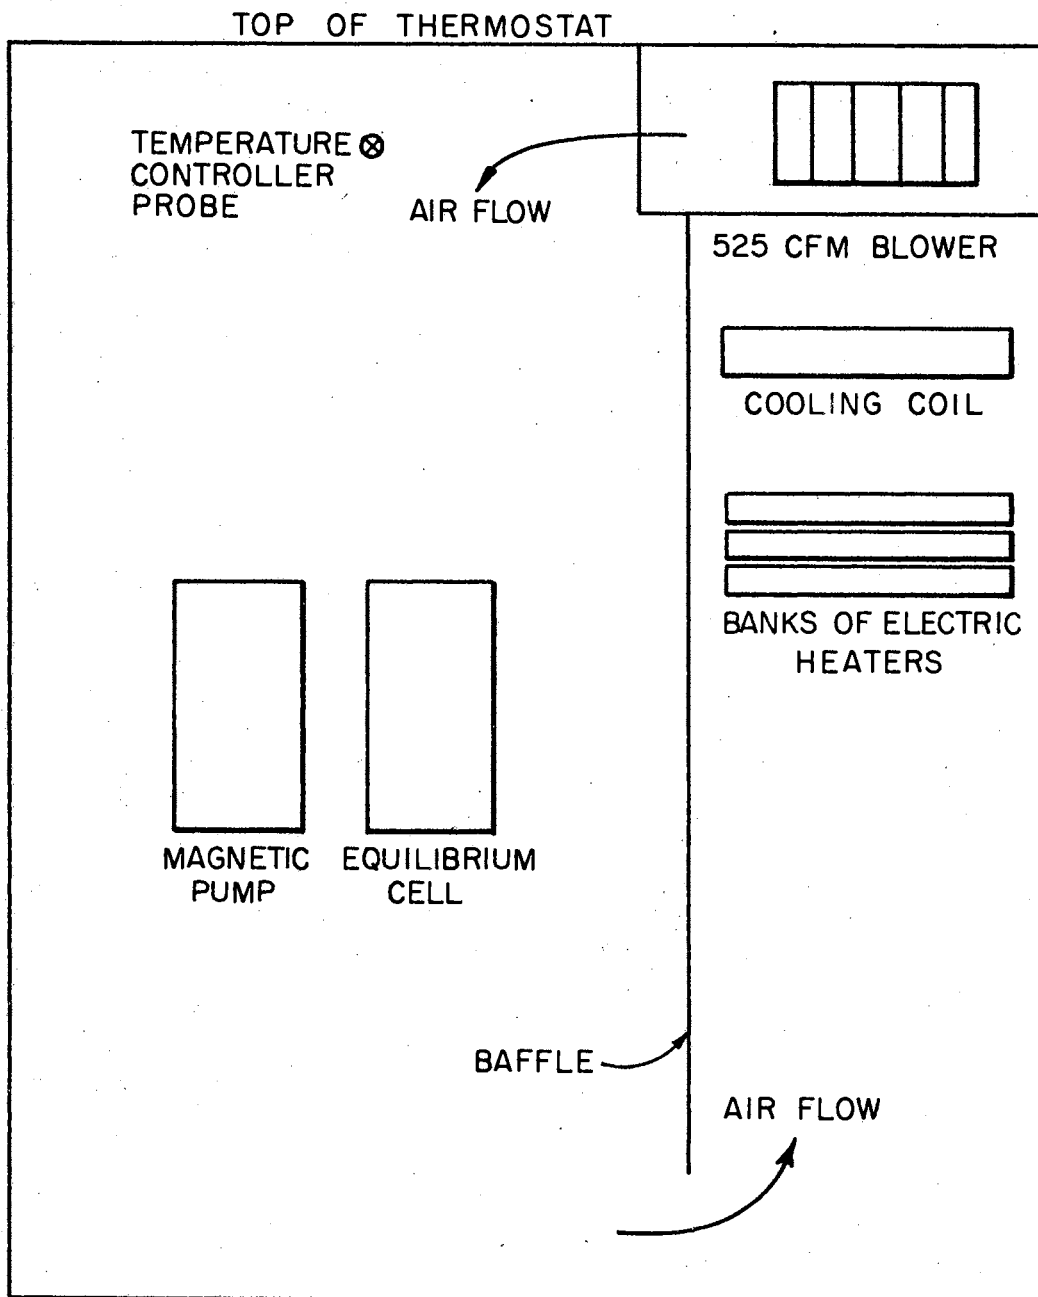 TOP OF THERMOSTAT
TEMPERATURE
CONTROLLER
PROBE
AIR FLOW
525 CFM BLOWER
COOLING COIL
BANKS OF ELECTRIC
HEATERS
MAGNETIC
PUMP
EQUILIBRIUM
CELL
BAFFLE
AIR FLOW